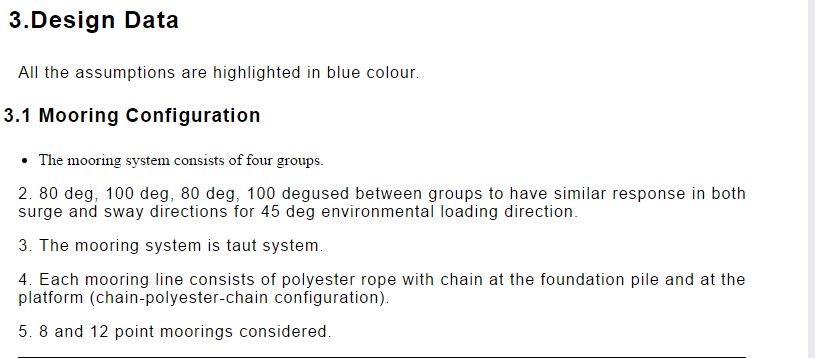 3.Design Data
All the assumptions are highlighted in blue colour.
3.1 Mooring Configuration
• The mooring system consists of four groups.
2. 80 deg, 100 deg, 80 deg, 100 degused between groups to have similar response in both
surge and sway directions for 45 deg environmental loading direction.
3. The mooring system is taut system.
4. Each mooring line consists of polyester rope with chain at the foundation pile and at the
platform (chain-polyester-chain configuration).
5. 8 and 12 point moorings considered.